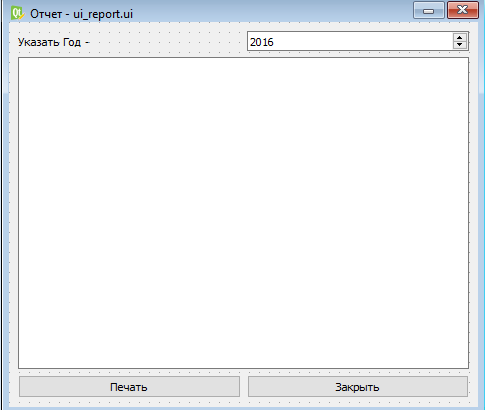 Отчет - ui_report.ui
Указать Год - 2016
Печать Закрыть